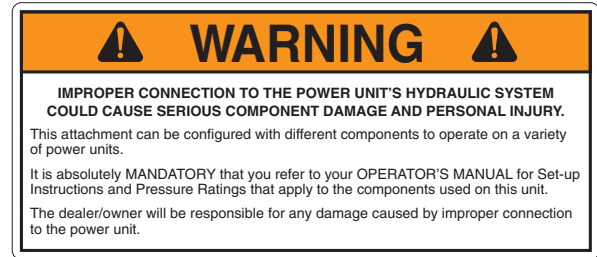 WARNING
IMPROPER CONNECTION TO THE POWER UNIT'S HYDRAULIC SYSTEM
COULD CAUSE SERIOUS COMPONENT DAMAGE AND PERSONAL INJURY.
This attachment can be configured with different components to operate on a variety
of power units.
It is absolutely MANDATORY that you refer to your OPERATOR'S MANUAL for Set-up
Instructions and Pressure Ratings that apply to the components used on this unit.
The dealer/owner will be responsible for any damage caused by improper connection
to the power unit.